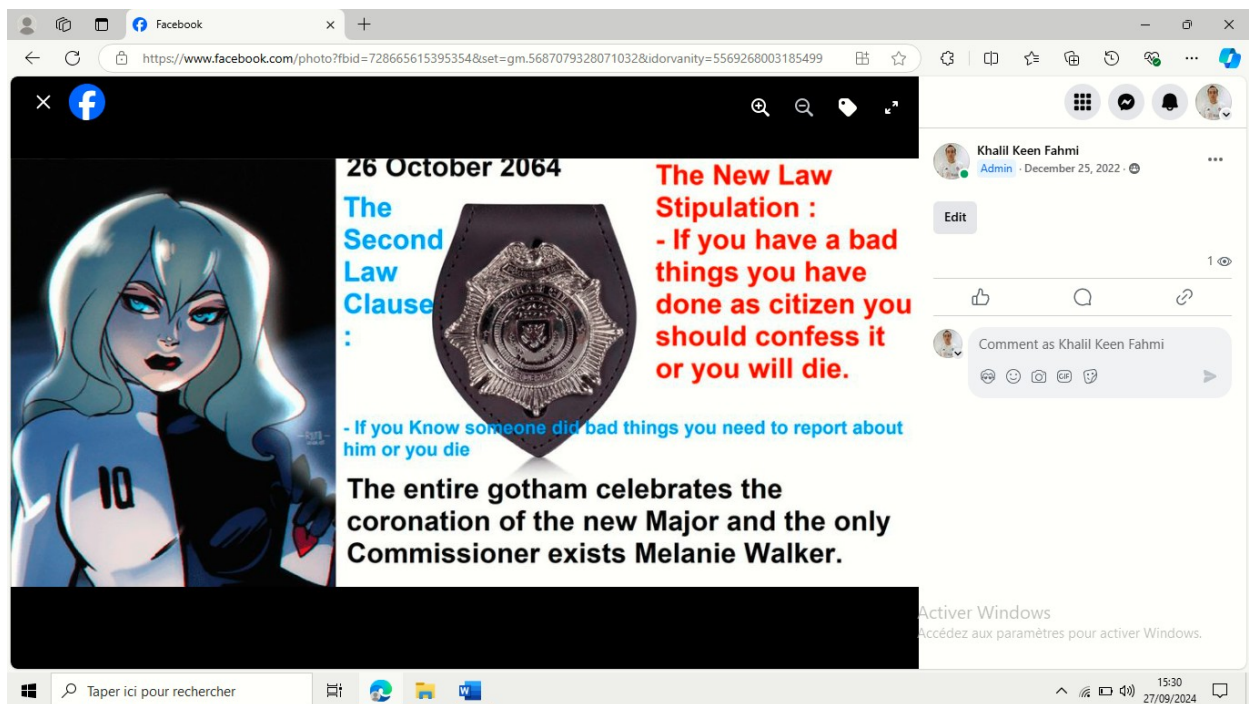 Facebook
https://www.facebook.com/photo?fbid=728665615395354&set=gm.5687079328071032&idorvanity=5569268003185499
26 October 2064
The
Second
Law
Clause
:
The New Law
Stipulation :
- If you have a bad
things you have
done as citizen you
should confess it
or you will die.
- If you Know someone did bad things you need to report about
him or you die
The entire gotham celebrates the
coronation of the new Major and the only
Commissioner exists Melanie Walker.
10
Khalil Keen Fahmi
Admin · December 25, 2022 ·
Edit
1
Comment as Khalil Keen Fahmi
GIF
Activer Windows
Accédez aux paramètres pour activer Windows.
Taper ici pour rechercher
15:30
27/09/2024